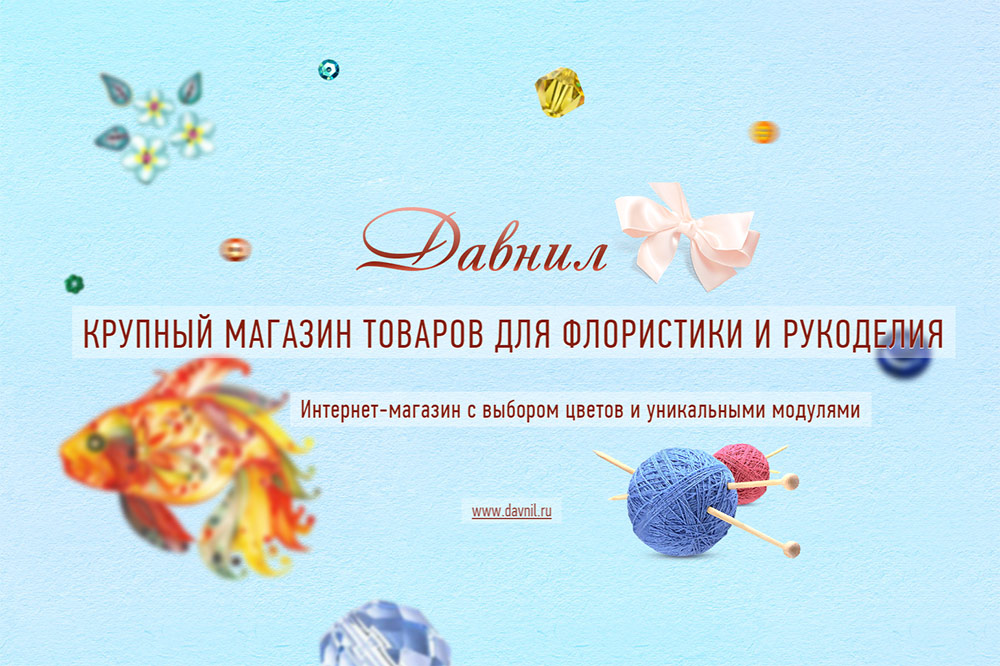 Давнил
КРУПНЫЙ МАГАЗИН ТОВАРОВ ДЛЯ ФЛОРИСТИКИ И РУКОДЕЛИЯ
Интернет-магазин с выбором цветов и уникальными модулями
www.davnil.ru